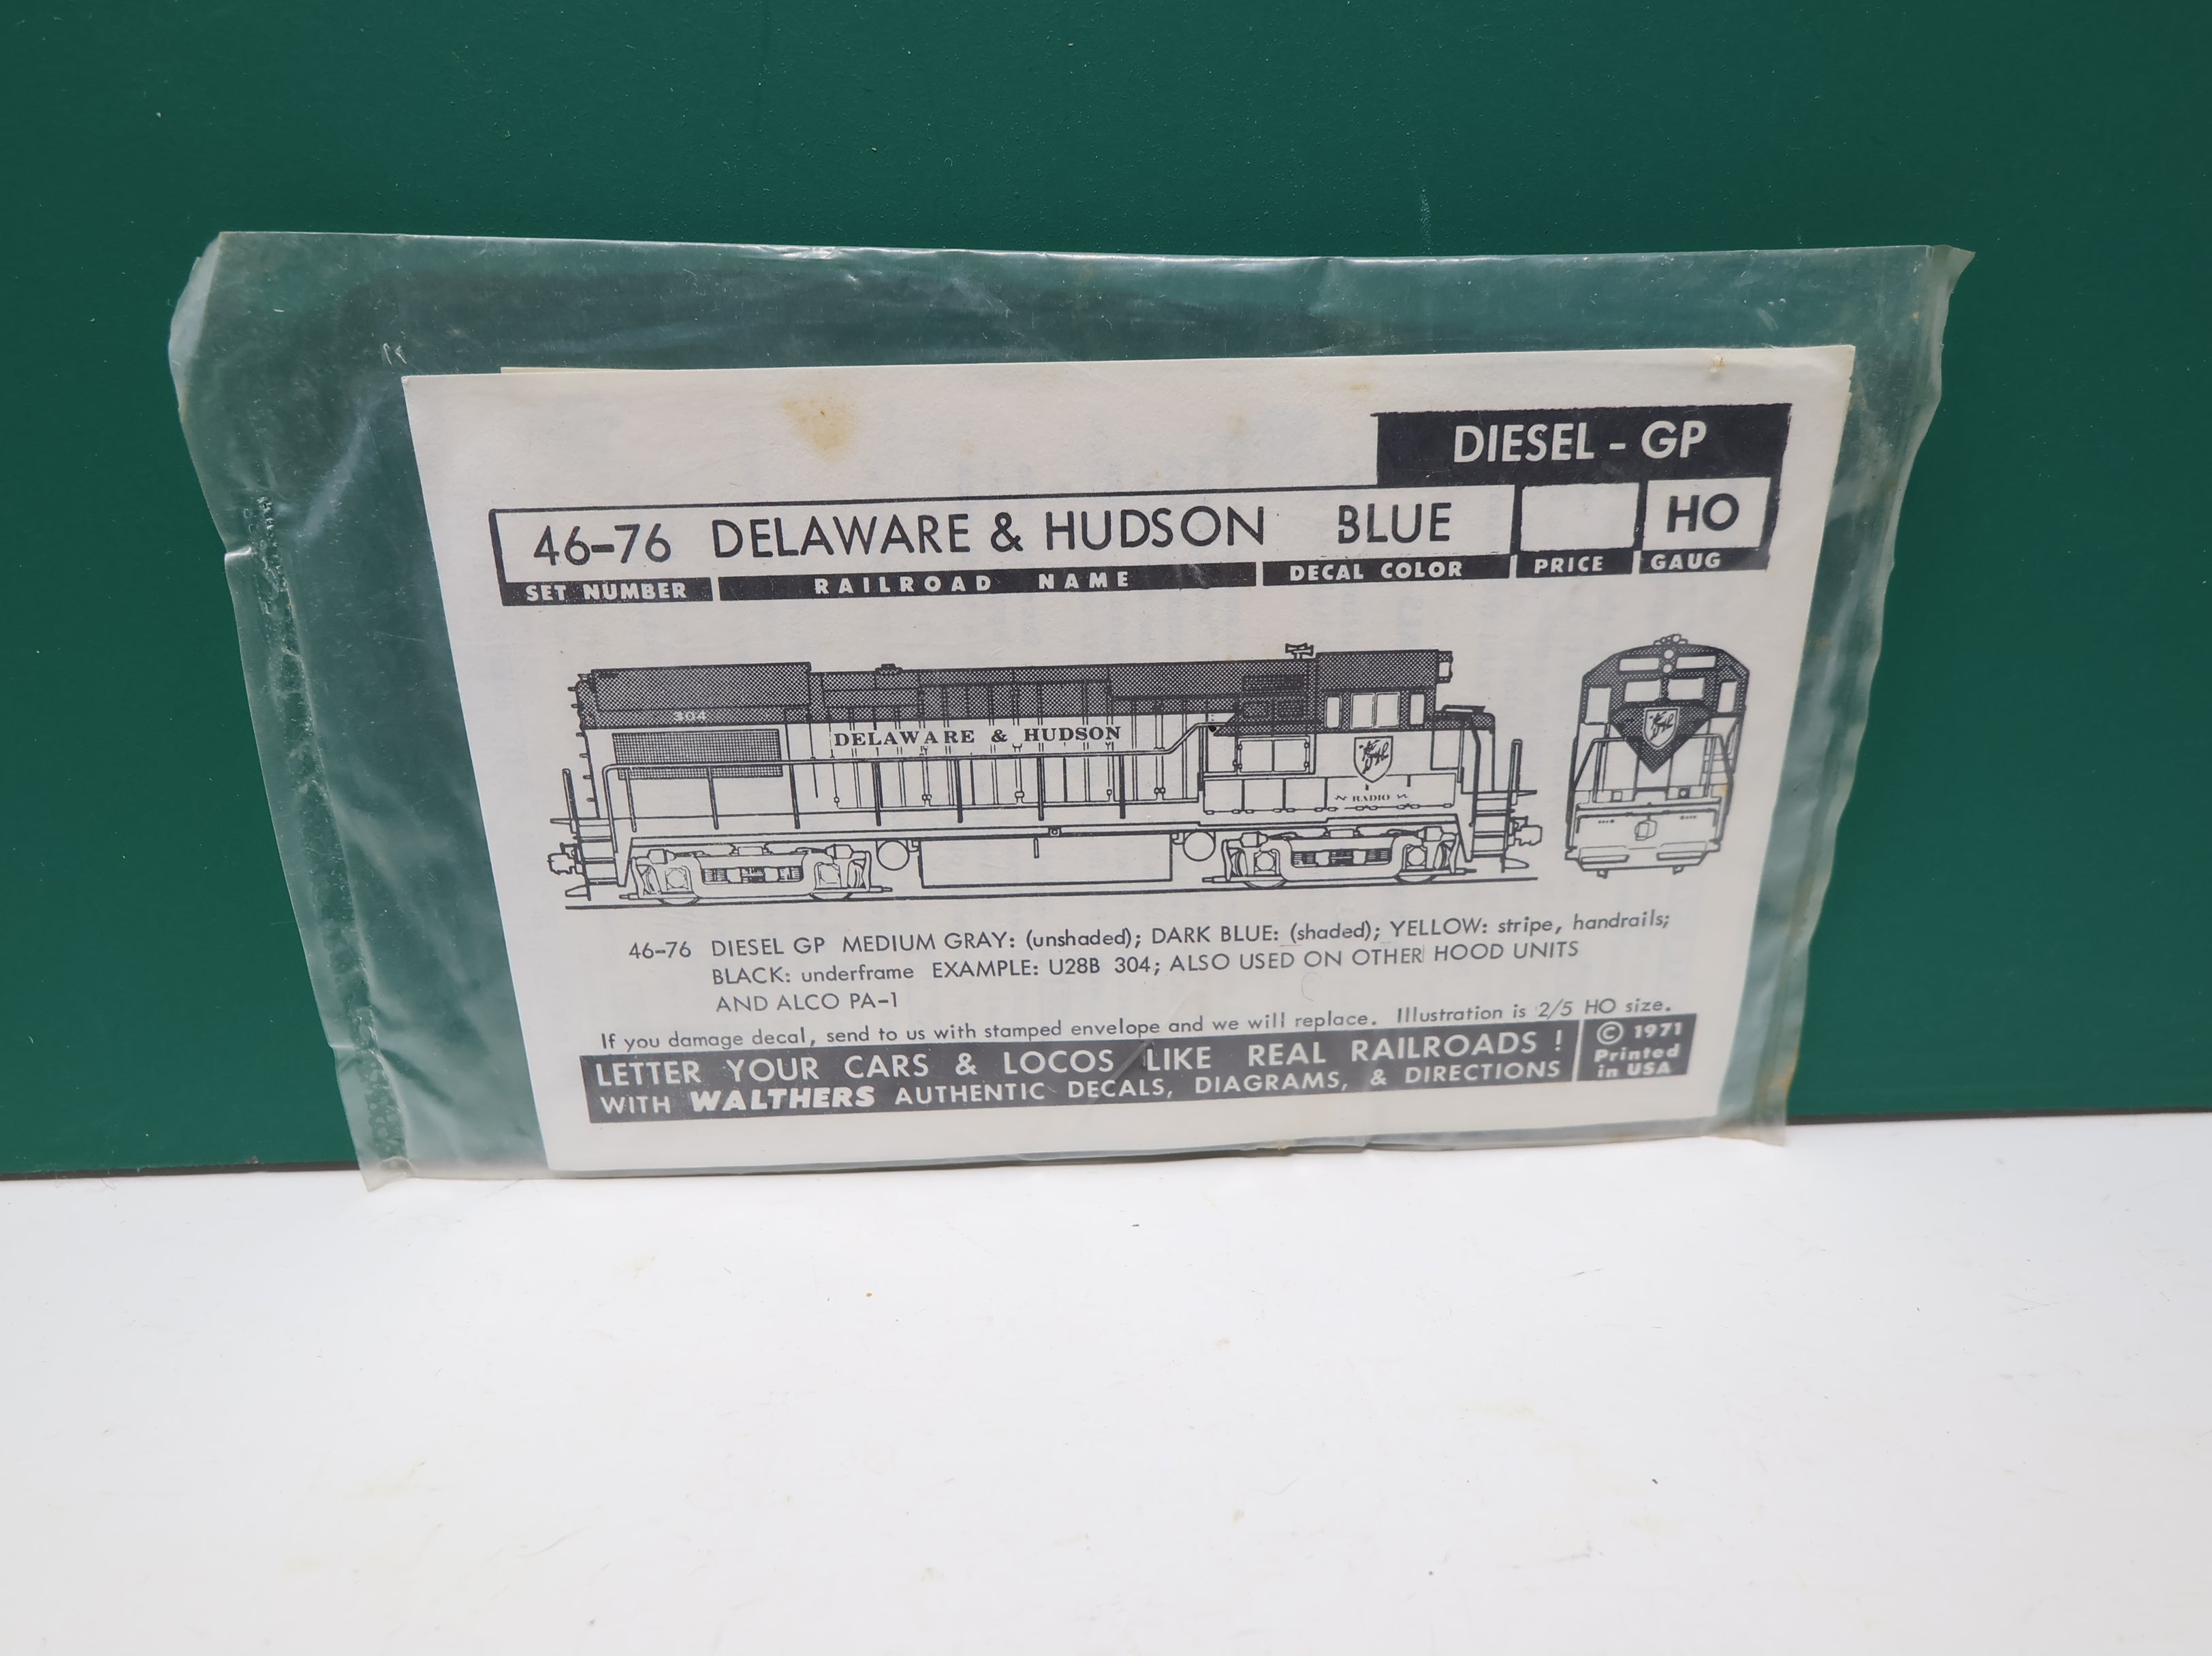 DIESEL - GP
46-76 DELAWARE & HUDSON BLUE HO
SET NUMBER RAILROAD NAME DECAL COLOR PRICE GAUG
304
DELAWARE & HUDSON
RADIO
46-76 DIESEL GP MEDIUM GRAY: (unshaded); DARK BLUE: (shaded); YELLOW: stripe, handrails;
BLACK: underframe EXAMPLE: U28B 304; ALSO USED ON OTHER HOOD UNITS
AND ALCO PA-1
If you damage decal, send to us with stamped envelope and we will replace. Illustration is 2/5 HO size.
LETTER YOUR CARS & LOCOS LIKE REAL RAILROADS !
WITH WALTHERS AUTHENTIC DECALS, DIAGRAMS, & DIRECTIONS
© 1971
Printed
in USA